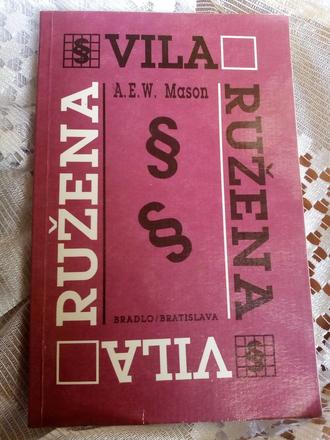 § VILA
A.E.W. Mason
RUŽENA
RUŽENA
§
§
BRADLO/BRATISLAVA
VILA §